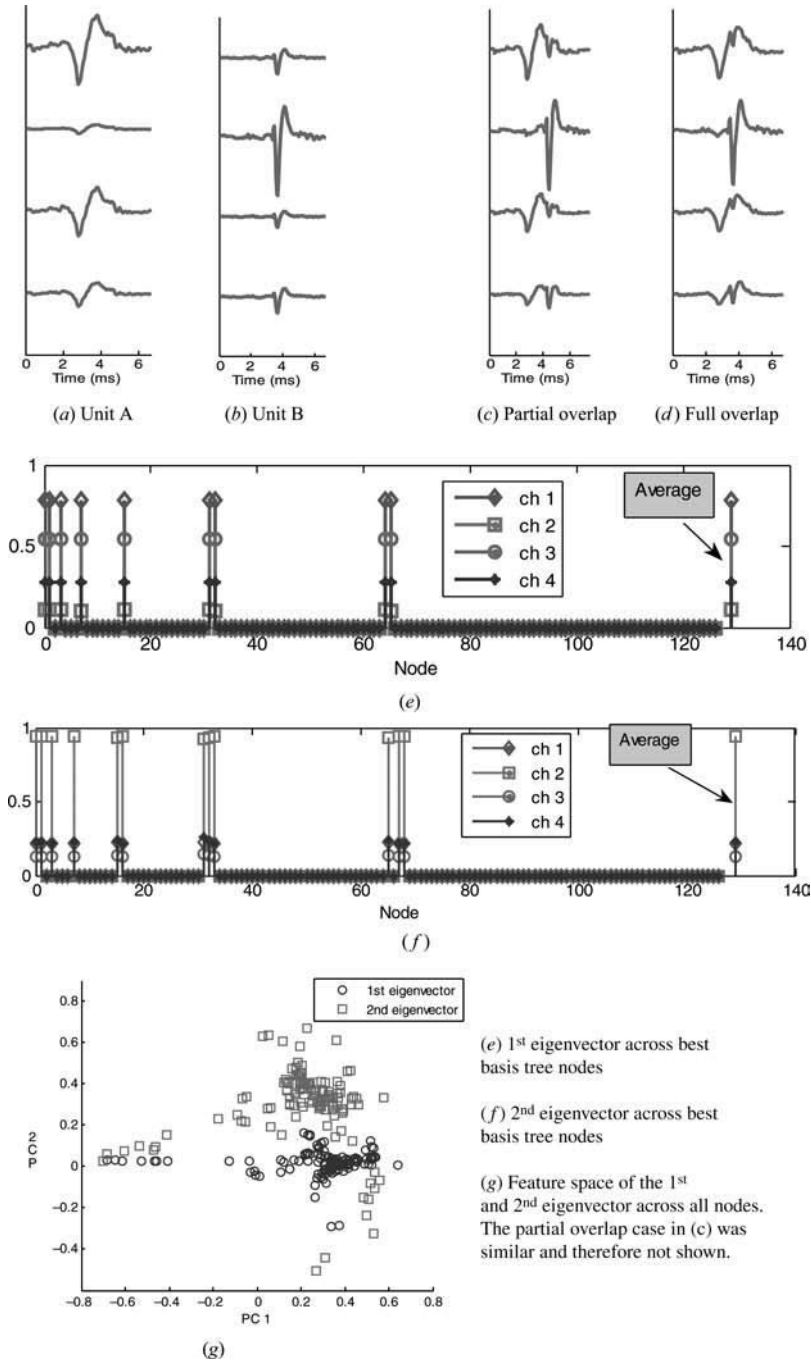 0 2 4 6
Time (ms)
0 2 4 6
Time (ms)
0 2 4 6
Time (ms)
0 2 4 6
Time (ms)
(a) Unit A
(b) Unit B
(c) Partial overlap
(d) Full overlap
1
0.5
0
0 20 40 60 80 100 120 140
Node
ch 1
ch 2
ch 3
ch 4
Average
(e)
1
0.5
0
0 20 40 60 80 100 120 140
Node
ch 1
ch 2
ch 3
ch 4
Average
(f)
0.8
0.6
0.4
0.2
0
−0.2
−0.4
2
C
P
−0.8 −0.6 −0.4 −0.2 0 0.2 0.4 0.6 0.8
PC 1
1st eigenvector
2nd eigenvector
(g)
(e) 1st eigenvector across best
basis tree nodes
(f) 2nd eigenvector across best
basis tree nodes
(g) Feature space of the 1st
and 2nd eigenvector across all nodes.
The partial overlap case in (c) was
similar and therefore not shown.